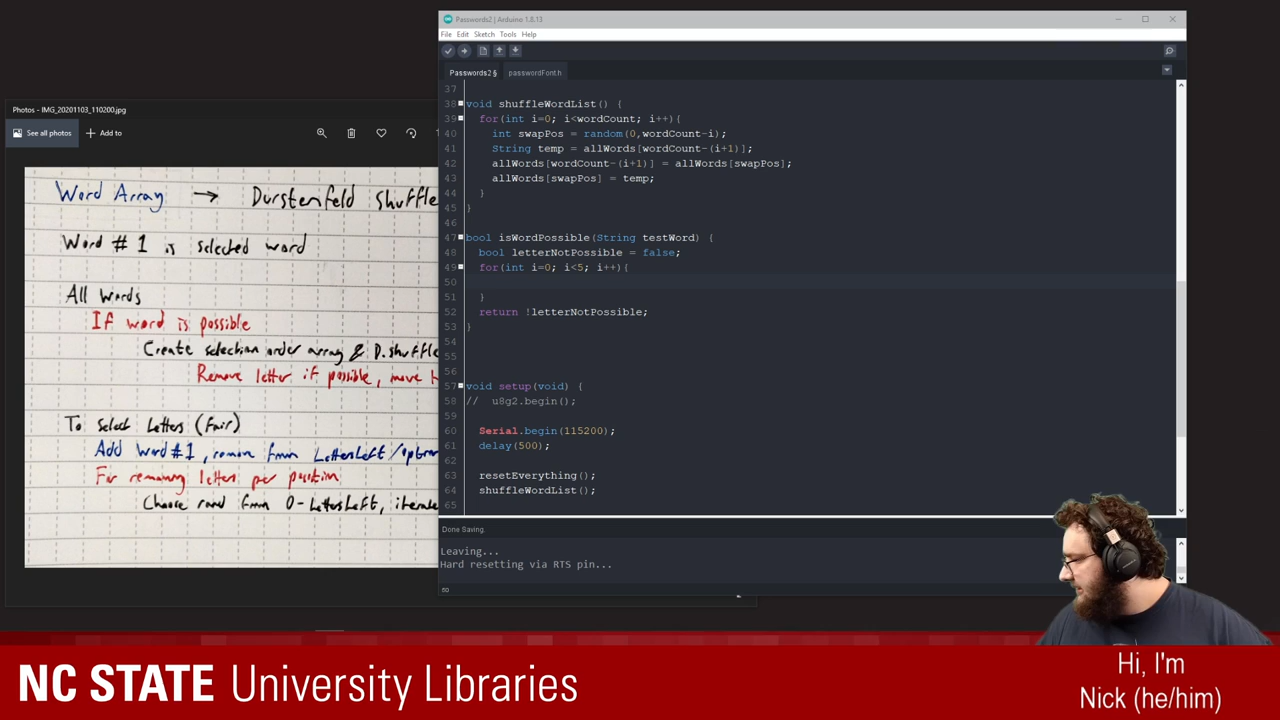 Passwords2 | Arduino 1.8.13
File Edit Sketch Tools Help
Passwords2 § passwordFont.h
37
38 void shuffleWordList() {
39 for(int i=0; i<wordCount; i++){
40 int swapPos = random(0,wordCount-i);
41 String temp = allWords[wordCount-(i+1)];
42 allWords[wordCount-(i+1)] = allWords[swapPos];
43 allWords[swapPos] = temp;
44 }
45 }
46
47 bool isWordPossible(String testWord) {
48 bool letterNotPossible = false;
49 for(int i=0; i<5; i++){
50
51 }
52 return !letterNotPossible;
53 }
54
55
56
57 void setup(void) {
58 // u8g2.begin();
59
60 Serial.begin(115200);
61 delay(500);
62
63 resetEverything();
64 shuffleWordList();
65
Done Saving.
Leaving...
Hard resetting via RTS pin...
50
Photos - IMG_20201103_110200.jpg
See all photos Add to
Word Array → Durstenfeld shuffle
Word # 1 is selected word
All Words
If word is possible
Create selection order array & D.shuffle
Remove letter if possible, move
To select Letters (Fair)
Add Word#1, remove from LettersLeft/
For remaining letters per position
Choose rand from 0-LettersLeft,
NC STATE University Libraries
Hi, I'm
Nick (he/him)